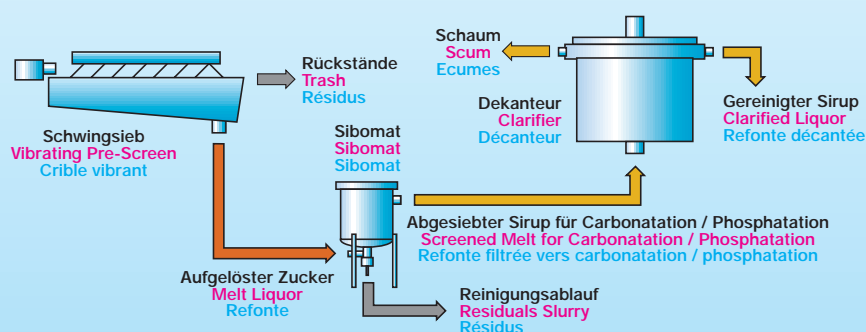 Rückstände
Trash
Résidus
Schwingsieb
Vibrating Pre-Screen
Crible vibrant
Sibomat
Sibomat
Sibomat
Schaum
Scum
Ecumes
Dekanteur
Clarifier
Décanteur
Gereinigter Sirup
Clarified Liquor
Refonte décantée
Abgesiebter Sirup für Carbonatation / Phosphatation
Screened Melt for Carbonatation / Phosphatation
Refonte filtrée vers carbonatation / phosphatation
Aufgelöster Zucker
Melt Liquor
Refonte
Reinigungsablauf
Residuals Slurry
Résidus